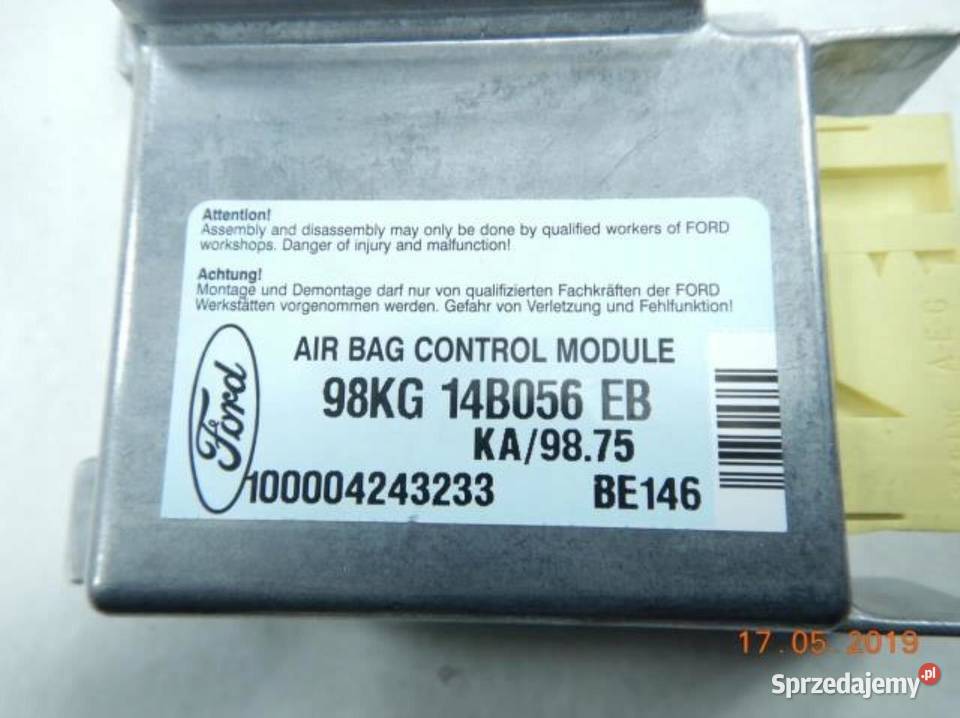 Attention!
Assembly and disassembly may only be done by qualified workers of FORD
workshops. Danger of injury and malfunction!
Achtung!
Montage und Demontage darf nur von qualifizierten Fachkräften der FORD
Werkstätten vorgenommen werden. Gefahr von Verletzung und Fehlfunktion!
Ford
AIR BAG CONTROL MODULE
98KG 14B056 EB
KA/98.75
100004243233 BE146
17.05.2019
Sprzedajemy.pl